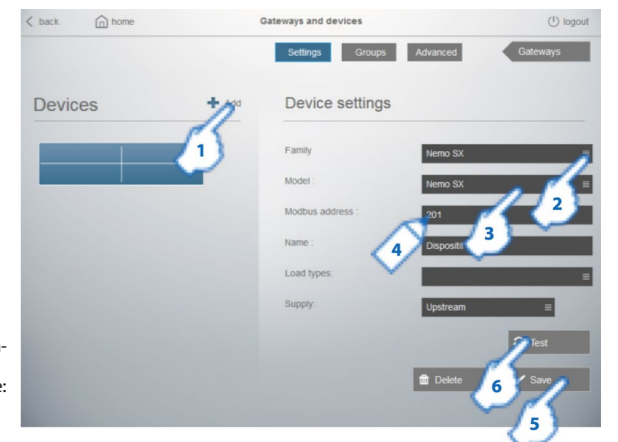 back home Gateways and devices logout
Settings Groups Advanced Gateways
Devices Add Device settings
1
Family Nemo SX
2
Model : Nemo SX
3
Modbus address : 201
4
Name :
Load types:
Supply: Upstream
Test
6
Delete Save
5
n-
e: